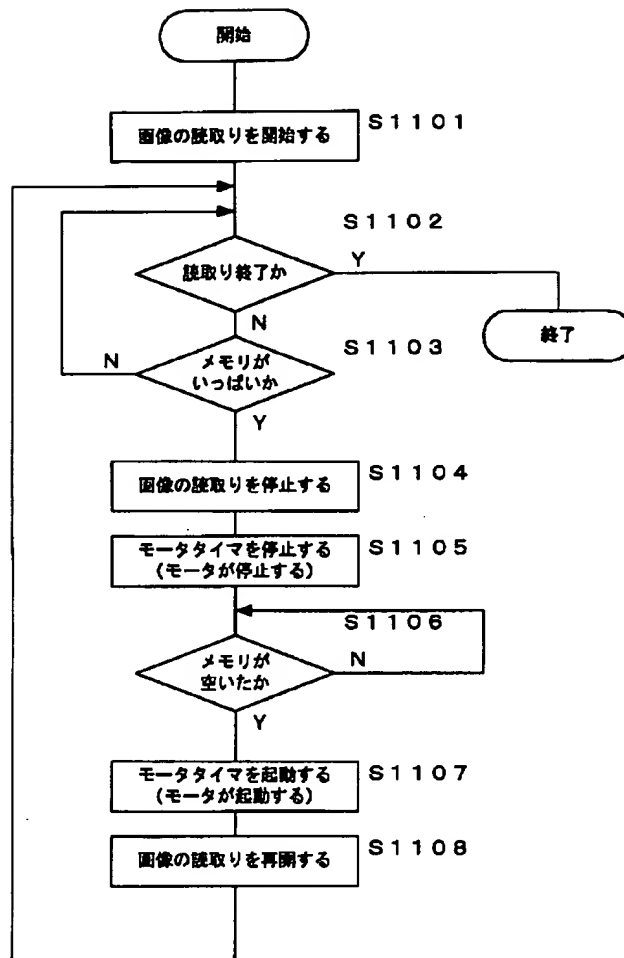 開始
画像の読取りを開始する
S1101
S1102
読取り終了か
Y
N
終了
S1103
メモリが
いっぱいか
N
Y
画像の読取りを停止する
S1104
モータタイマを停止する
(モータが停止する)
S1105
S1106
メモリが
空いたか
N
Y
モータタイマを起動する
(モータが起動する)
S1107
画像の読取りを再開する
S1108